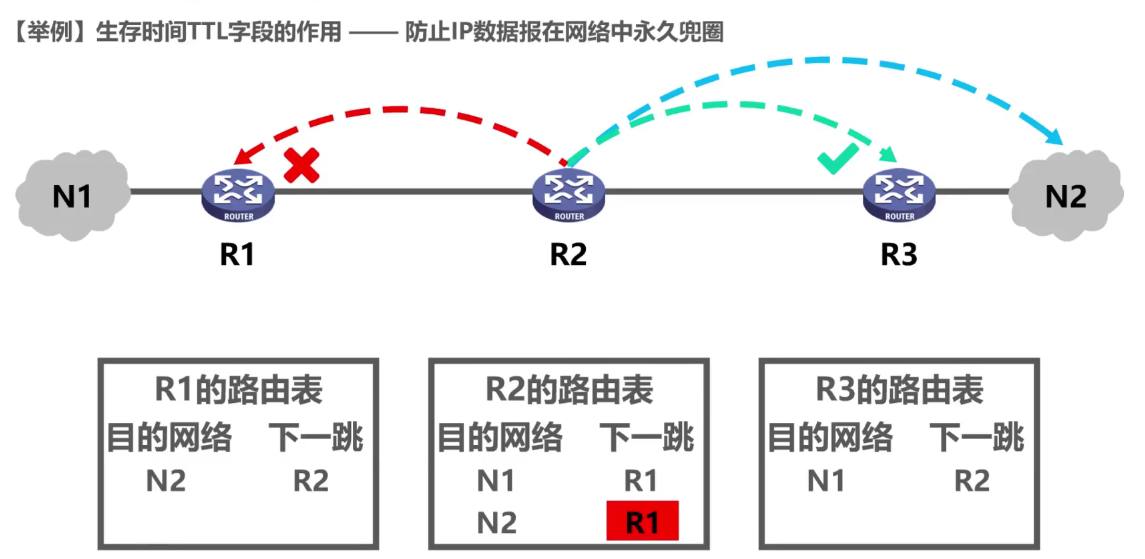 【举例】生存时间TTL字段的作用 —— 防止IP数据报在网络中永久兜圈
N1
ROUTER
ROUTER
ROUTER
N2
R1
R2
R3
R1的路由表
目的网络 下一跳
N2 R2
R2的路由表
目的网络 下一跳
N1 R1
N2 R1
R3的路由表
目的网络 下一跳
N1 R2